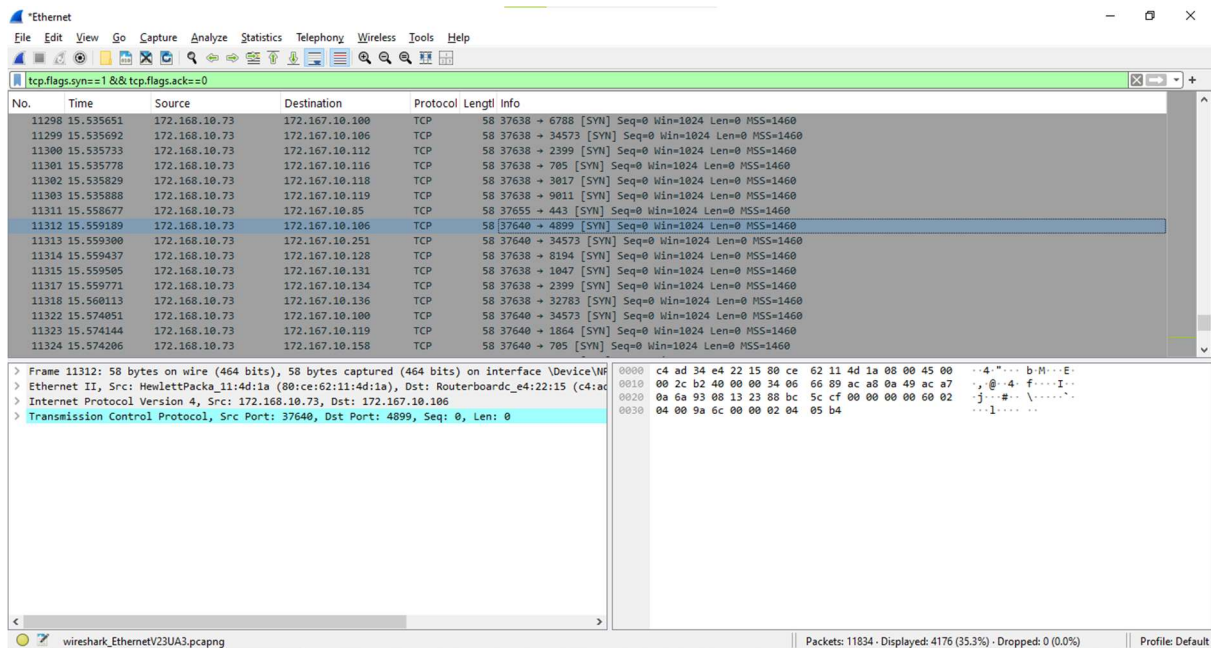 *Ethernet
File Edit View Go Capture Analyze Statistics Telephony Wireless Tools Help
tcp.flags.syn==1 && tcp.flags.ack==0
No. Time Source Destination Protocol Lengtl Info
11298 15.535651 172.168.10.73 172.167.10.100 TCP 58 37638 → 6788 [SYN] Seq=0 Win=1024 Len=0 MSS=1460
11299 15.535692 172.168.10.73 172.167.10.106 TCP 58 37638 → 34573 [SYN] Seq=0 Win=1024 Len=0 MSS=1460
11300 15.535733 172.168.10.73 172.167.10.112 TCP 58 37638 → 2399 [SYN] Seq=0 Win=1024 Len=0 MSS=1460
11301 15.535778 172.168.10.73 172.167.10.116 TCP 58 37638 → 705 [SYN] Seq=0 Win=1024 Len=0 MSS=1460
11302 15.535829 172.168.10.73 172.167.10.118 TCP 58 37638 → 3017 [SYN] Seq=0 Win=1024 Len=0 MSS=1460
11303 15.535888 172.168.10.73 172.167.10.119 TCP 58 37638 → 9011 [SYN] Seq=0 Win=1024 Len=0 MSS=1460
11311 15.558677 172.168.10.73 172.167.10.85 TCP 58 37655 → 443 [SYN] Seq=0 Win=1024 Len=0 MSS=1460
11312 15.559189 172.168.10.73 172.167.10.106 TCP 58 37640 → 4899 [SYN] Seq=0 Win=1024 Len=0 MSS=1460
11313 15.559300 172.168.10.73 172.167.10.251 TCP 58 37640 → 34573 [SYN] Seq=0 Win=1024 Len=0 MSS=1460
11314 15.559437 172.168.10.73 172.167.10.128 TCP 58 37638 → 8194 [SYN] Seq=0 Win=1024 Len=0 MSS=1460
11315 15.559505 172.168.10.73 172.167.10.131 TCP 58 37638 → 1047 [SYN] Seq=0 Win=1024 Len=0 MSS=1460
11317 15.559771 172.168.10.73 172.167.10.134 TCP 58 37638 → 2399 [SYN] Seq=0 Win=1024 Len=0 MSS=1460
11318 15.560113 172.168.10.73 172.167.10.136 TCP 58 37638 → 32783 [SYN] Seq=0 Win=1024 Len=0 MSS=1460
11322 15.574051 172.168.10.73 172.167.10.100 TCP 58 37640 → 34573 [SYN] Seq=0 Win=1024 Len=0 MSS=1460
11323 15.574144 172.168.10.73 172.167.10.119 TCP 58 37640 → 1864 [SYN] Seq=0 Win=1024 Len=0 MSS=1460
11324 15.574206 172.168.10.73 172.167.10.158 TCP 58 37640 → 705 [SYN] Seq=0 Win=1024 Len=0 MSS=1460
Frame 11312: 58 bytes on wire (464 bits), 58 bytes captured (464 bits) on interface \Device\NP
Ethernet II, Src: HewlettPacka_11:4d:1a (80:ce:62:11:4d:1a), Dst: Routerboardc_e4:22:15 (c4:ad
Internet Protocol Version 4, Src: 172.168.10.73, Dst: 172.167.10.106
Transmission Control Protocol, Src Port: 37640, Dst Port: 4899, Seq: 0, Len: 0
0000 c4 ad 34 e4 22 15 80 ce 62 11 4d 1a 08 00 45 00 ··4·"··· b·M···E·
0010 00 2c b2 40 00 00 34 06 66 89 ac a8 0a 49 ac a7 ·,·@··4· f····I··
0020 0a 6a 93 08 13 23 88 bc 5c cf 00 00 00 00 60 02 ·j···#·· \·····`·
0030 04 00 9a 6c 00 00 02 04 05 b4 ···l···· ··
wireshark_EthernetV23UA3.pcapng Packets: 11834 · Displayed: 4176 (35.3%) · Dropped: 0 (0.0%) Profile: Default